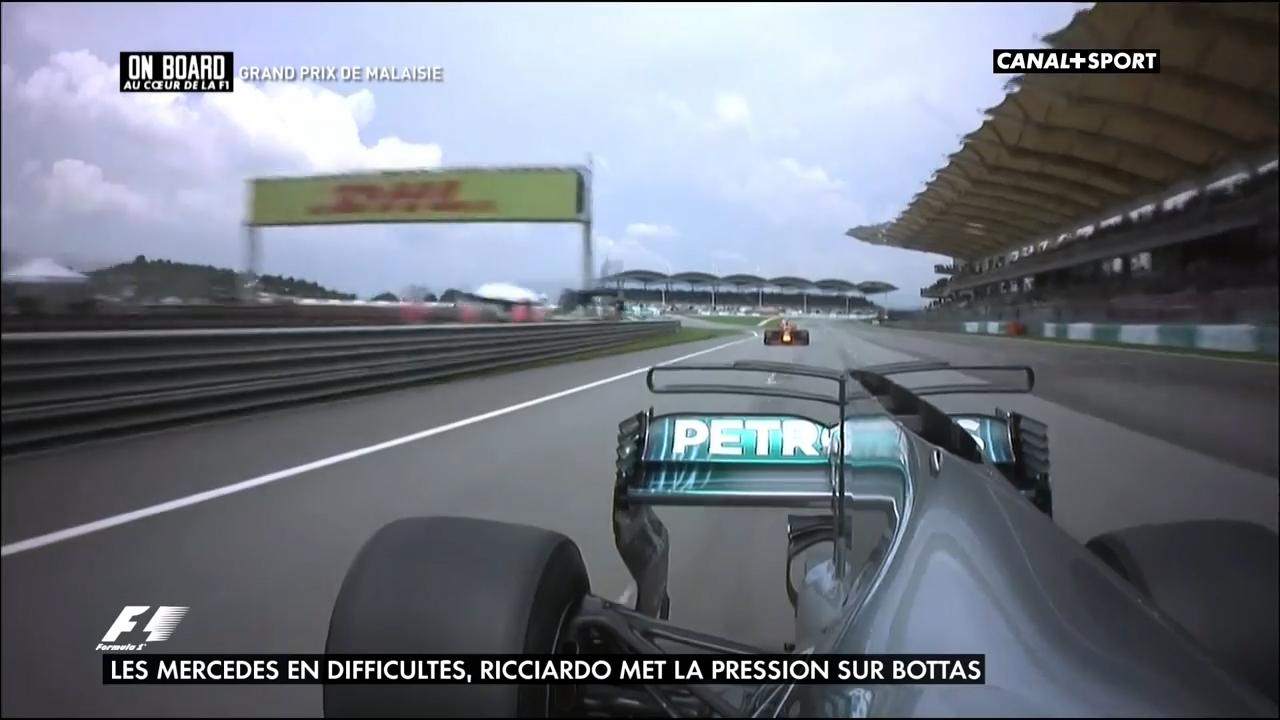 ON BOARD
AU CŒUR DE LA F1
GRAND PRIX DE MALAISIE
CANAL+SPORT
DHL
PETR
S
F1
Formula 1
LES MERCEDES EN DIFFICULTÉS, RICCIARDO MET LA PRESSION SUR BOTTAS